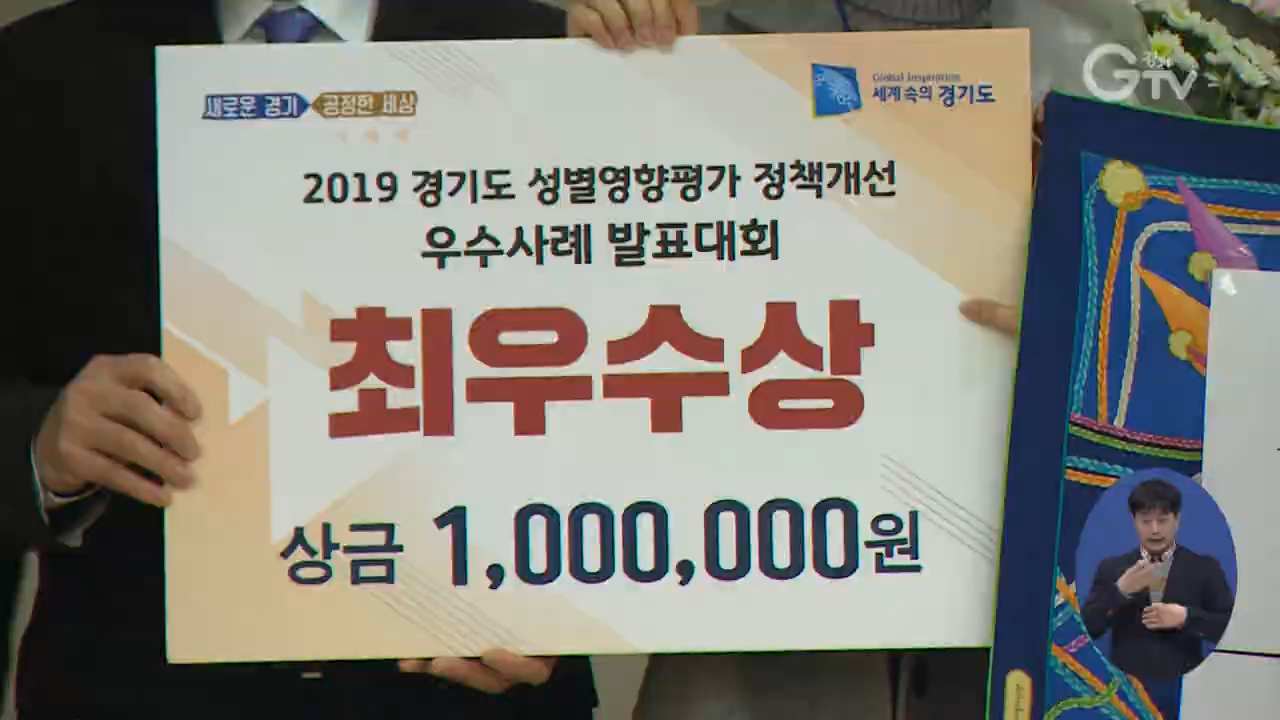 새로운 경기 공정한 세상
Global Inspiration
세계 속의 경기도
GTV
2019 경기도 성별영향평가 정책개선
우수사례 발표대회
최우수상
상금 1,000,000원